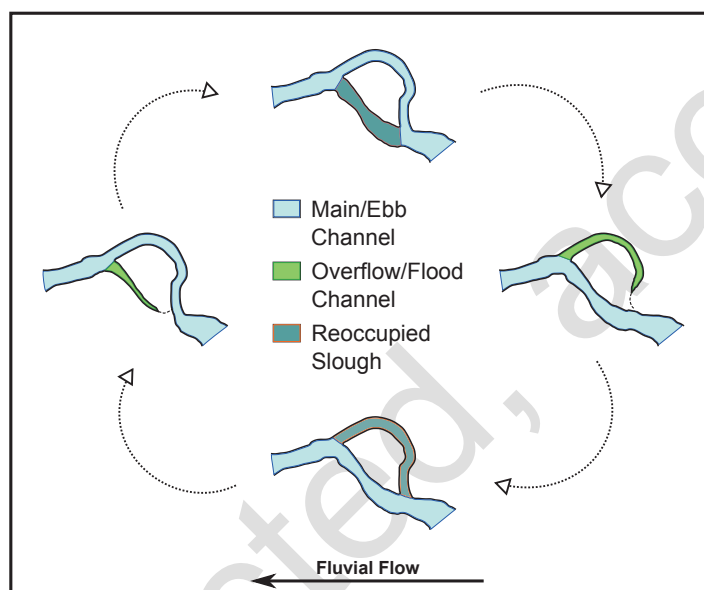 Main/Ebb
Channel
Overflow/Flood
Channel
Reoccupied
Slough
Fluvial Flow